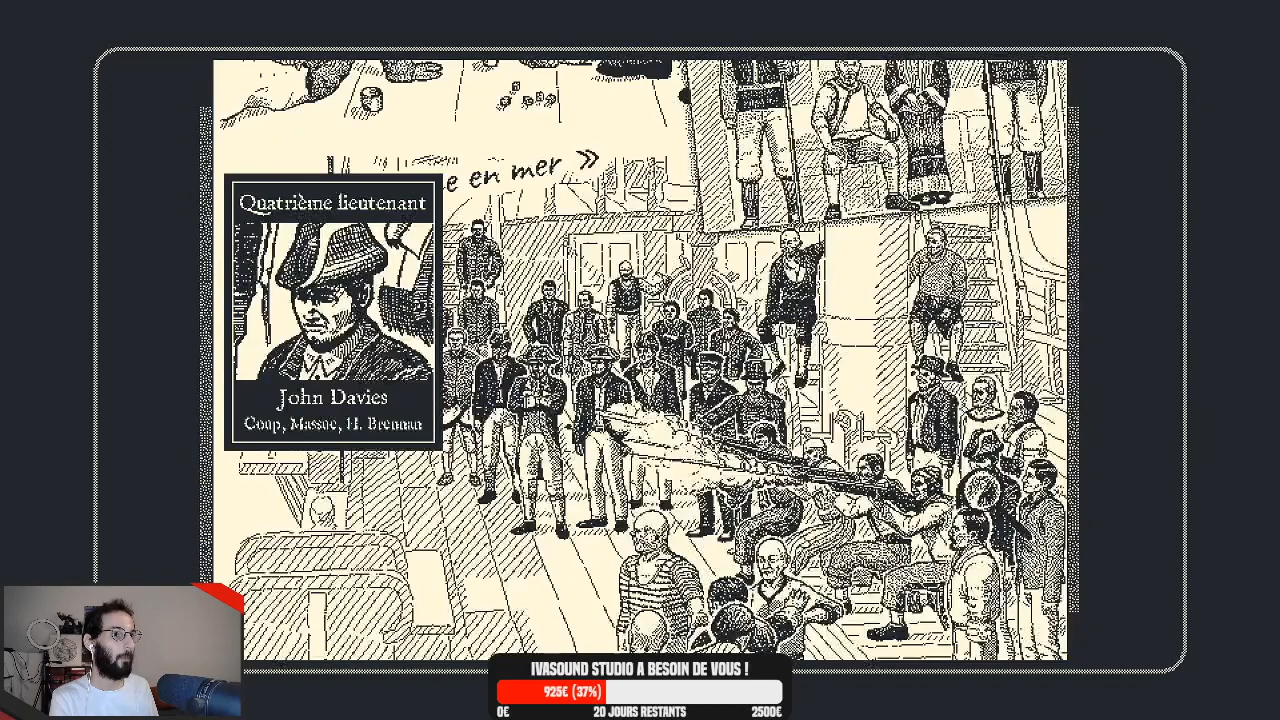 e en mer »
Quatrième lieutenant
John Davies
Coup, Massue, H. Brennan
IVASOUND STUDIO A BESOIN DE VOUS !
925€ (37%)
0€ 20 JOURS RESTANTS 2500€